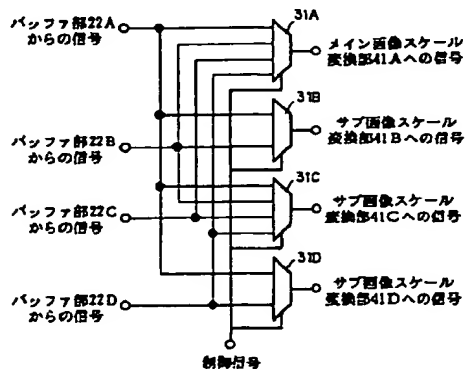 バッファ部22A
からの信号
31A
メイン画像スケール
変換部41Aへの信号
31B
サブ画像スケール
変換部41Bへの信号
バッファ部22B
からの信号
31C
サブ画像スケール
変換部41Cへの信号
バッファ部22C
からの信号
31D
サブ画像スケール
変換部41Dへの信号
バッファ部22D
からの信号
制御信号